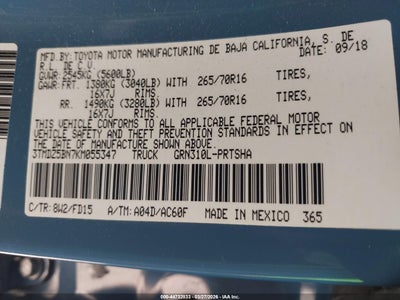 MFD.BY: TOYOTA MOTOR MANUFACTURING DE BAJA CALIFORNIA, S. DE
R. L. DE C.V. 09/18
GVWR: 2545KG (5600LB)
GAWR: FRT. 1380KG (3040LB) WITH 265/70R16 TIRES,
16X7J RIMS
RR. 1490KG (3280LB) WITH 265/70R16 TIRES,
16X7J RIMS
THIS VEHICLE CONFORMS TO ALL APPLICABLE FEDERAL MOTOR
VEHICLE SAFETY AND THEFT PREVENTION STANDARDS IN EFFECT ON
THE DATE OF MANUFACTURE SHOWN ABOVE.
3TMDZ5BN7KM055347 TRUCK GRN310L-PRTSHA
C/TR: 8W2/FD15 A/TM: A04D/AC60F MADE IN MEXICO 365